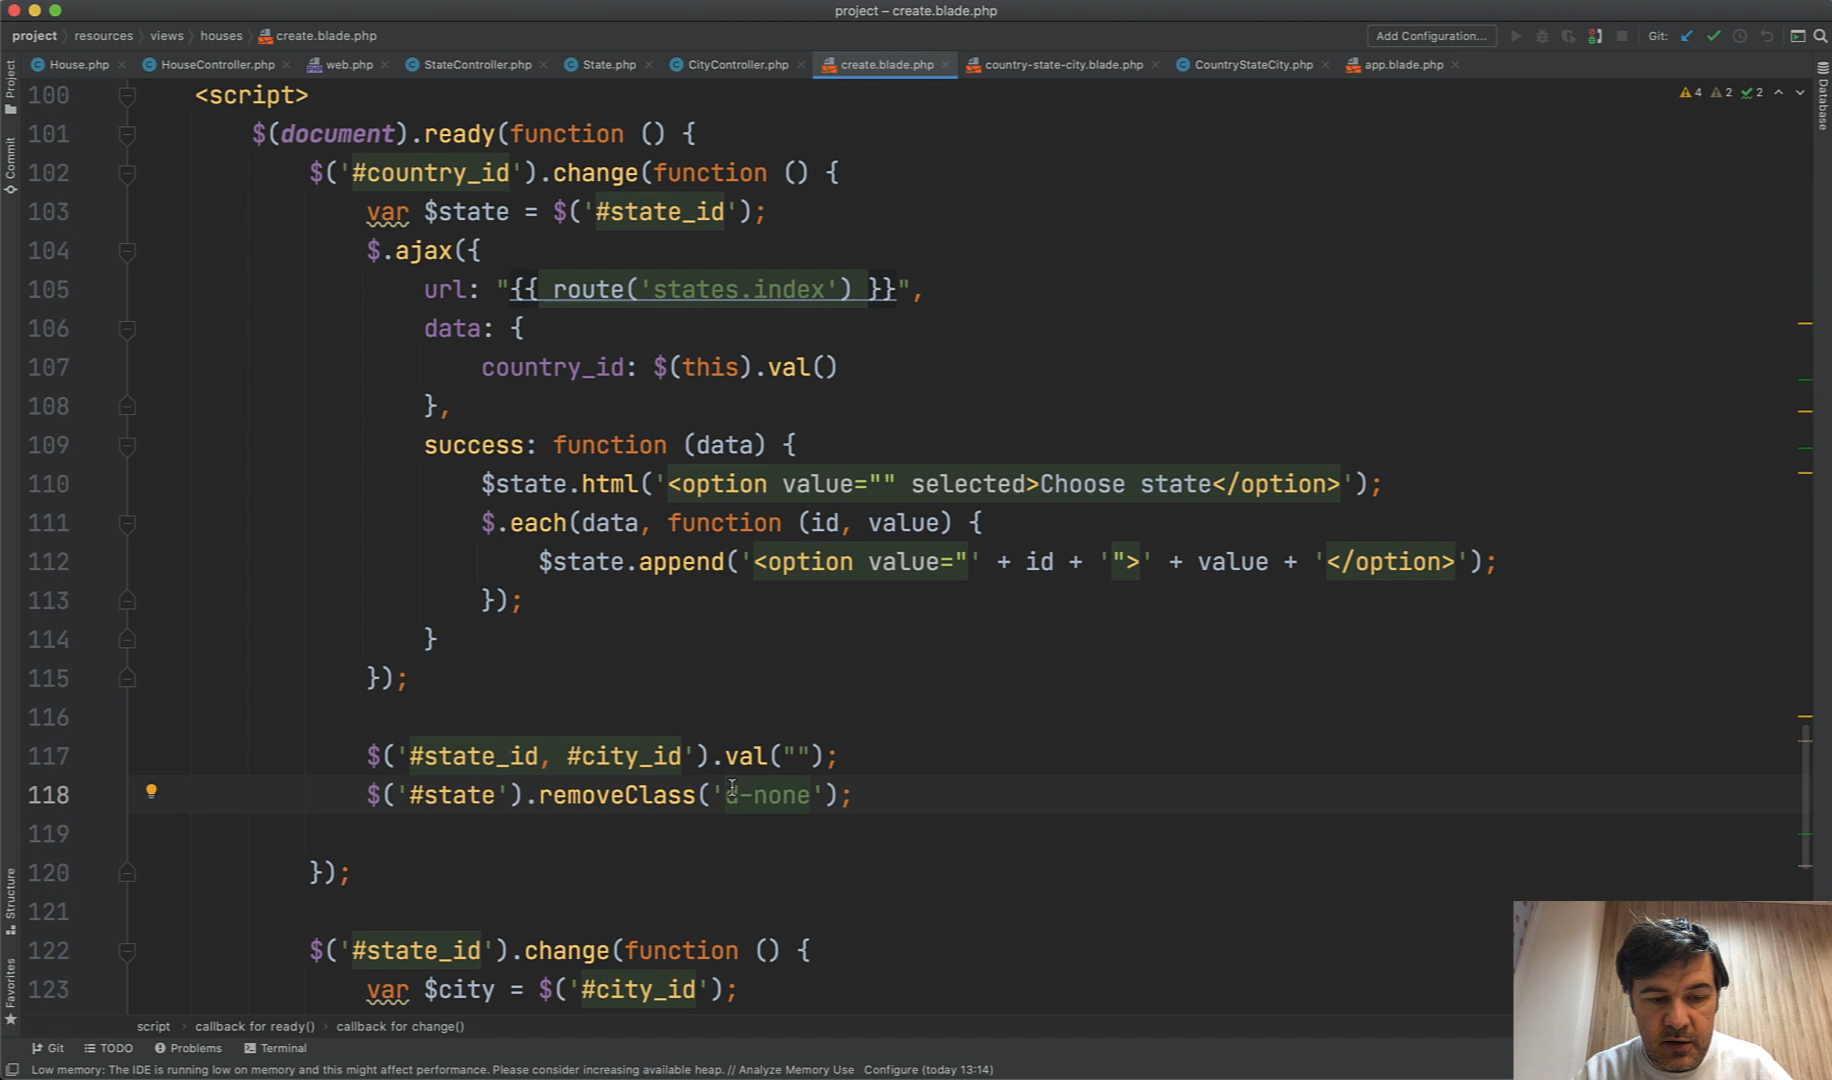 project – create.blade.php
project resources views houses create.blade.php Add Configuration... Git:
House.php HouseController.php web.php StateController.php State.php CityController.php create.blade.php country-state-city.blade.php CountryStateCity.php app.blade.php
Project
Commit
Structure
Favorites
Database
4 2 2
100 <script>
101 $(document).ready(function () {
102 $('#country_id').change(function () {
103 var $state = $('#state_id');
104 $.ajax({
105 url: "{{ route('states.index') }}",
106 data: {
107 country_id: $(this).val()
108 },
109 success: function (data) {
110 $state.html('<option value="" selected>Choose state</option>');
111 $.each(data, function (id, value) {
112 $state.append('<option value="' + id + '">' + value + '</option>');
113 });
114 }
115 });
116
117 $('#state_id, #city_id').val("");
118 $('#state').removeClass('d-none');
119
120 });
121
122 $('#state_id').change(function () {
123 var $city = $('#city_id');
script callback for ready() callback for change()
Git TODO Problems Terminal
Low memory: The IDE is running low on memory and this might affect performance. Please consider increasing available heap. // Analyze Memory Use Configure (today 13:14)